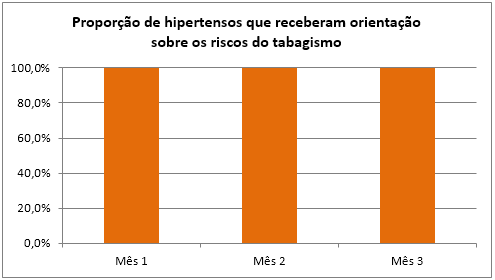 Proporção de hipertensos que receberam orientação
sobre os riscos do tabagismo
100,0%
80,0%
60,0%
40,0%
20,0%
0,0%
Mês 1
Mês 2
Mês 3